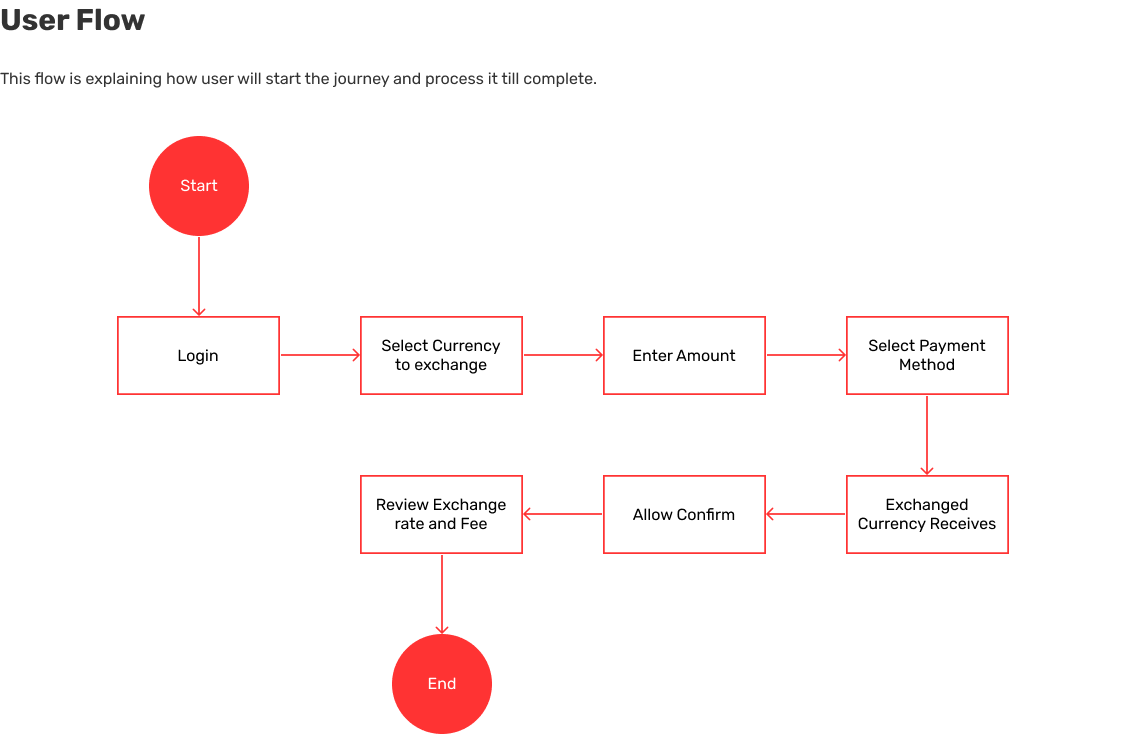 User Flow
This flow is explaining how user will start the journey and process it till complete.
Start
Login
Select Currency
to exchange
Enter Amount
Select Payment
Method
Exchanged
Currency Receives
Allow Confirm
Review Exchange
rate and Fee
End